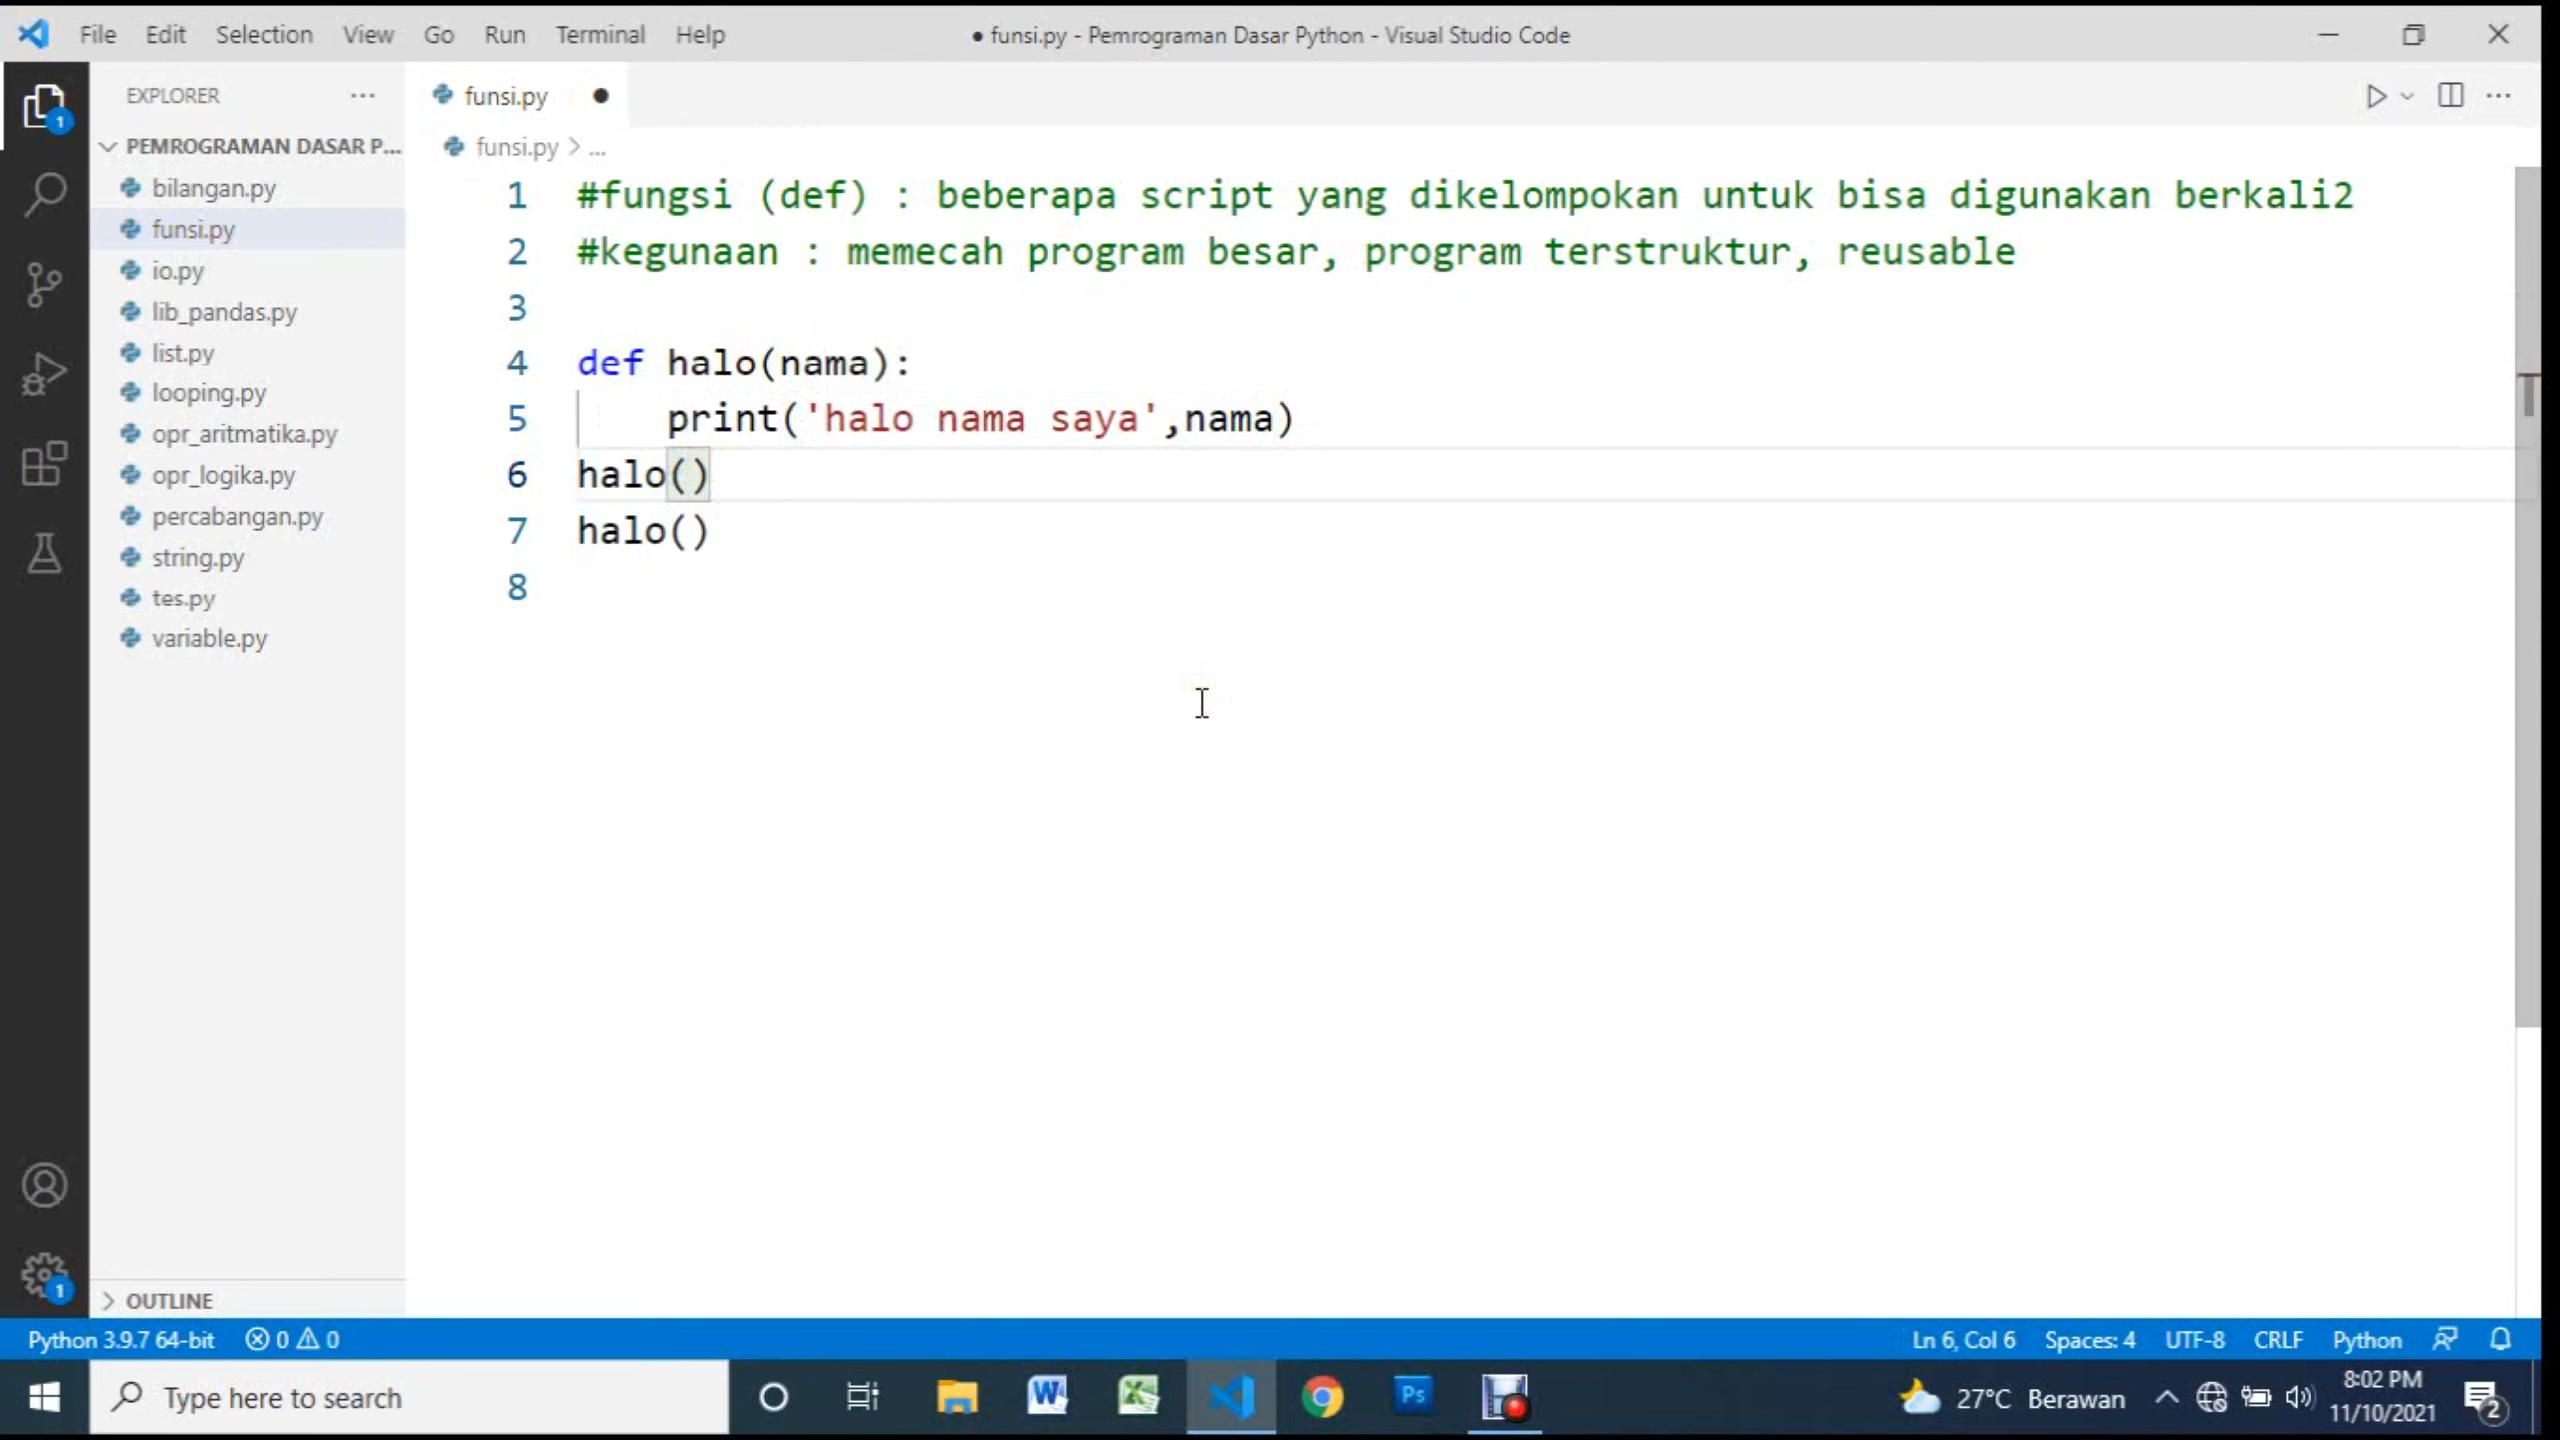 File Edit Selection View Go Run Terminal Help ● funsi.py - Pemrograman Dasar Python - Visual Studio Code
EXPLORER ...
funsi.py ●
PEMROGRAMAN DASAR P...
funsi.py > ...
bilangan.py
funsi.py
io.py
lib_pandas.py
list.py
looping.py
opr_aritmatika.py
opr_logika.py
percabangan.py
string.py
tes.py
variable.py
1 #fungsi (def) : beberapa script yang dikelompokan untuk bisa digunakan berkali2
2 #kegunaan : memecah program besar, program terstruktur, reusable
3
4 def halo(nama):
5 print('halo nama saya',nama)
6 halo()
7 halo()
8
1
1
OUTLINE
Python 3.9.7 64-bit 0 0 Ln 6, Col 6 Spaces: 4 UTF-8 CRLF Python
Type here to search
Ps
27°C Berawan
8:02 PM
11/10/2021
2